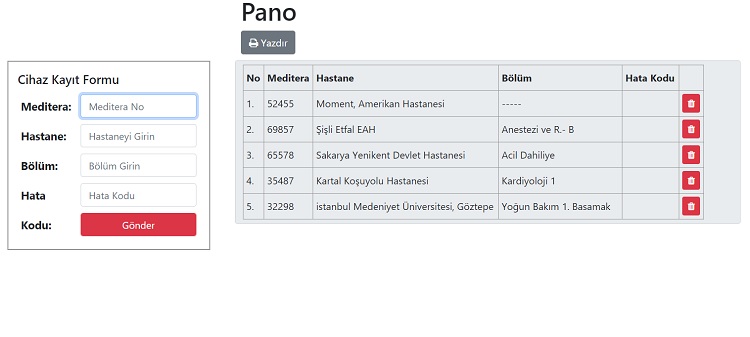 Pano
Yazdır
Cihaz Kayıt Formu
Meditera: Meditera No
Hastane: Hastaneyi Girin
Bölüm: Bölüm Girin
Hata Hata Kodu
Kodu: Gönder
No Meditera Hastane Bölüm Hata Kodu
1. 52455 Moment, Amerikan Hastanesi -----
2. 69857 Şişli Etfal EAH Anestezi ve R.- B
3. 65578 Sakarya Yenikent Devlet Hastanesi Acil Dahiliye
4. 35487 Kartal Koşuyolu Hastanesi Kardiyoloji 1
5. 32298 istanbul Medeniyet Üniversitesi, Göztepe Yoğun Bakım 1. Basamak